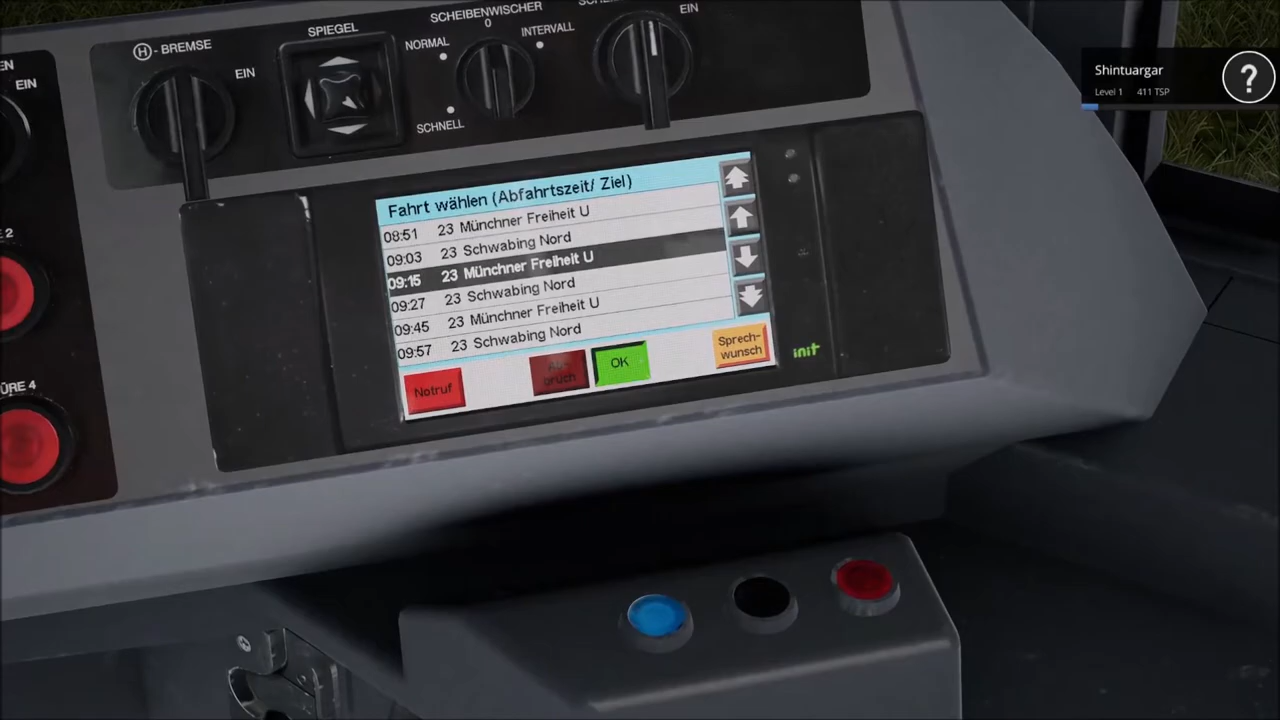 SCHEIBENWISCHER
0
EIN
SPIEGEL
INTERVALL
NORMAL
Ⓗ - BREMSE
EIN
EIN
SCHNELL
Shintuargar
Level 1 411 TSP
?
Fahrt wählen (Abfahrtszeit/ Ziel)
08:51 23 Münchner Freiheit U
09:03 23 Schwabing Nord
09:15 23 Münchner Freiheit U
09:27 23 Schwabing Nord
09:45 23 Münchner Freiheit U
09:57 23 Schwabing Nord
Notruf
OK
Sprech-
wunsch
init
2
ÜRE 4